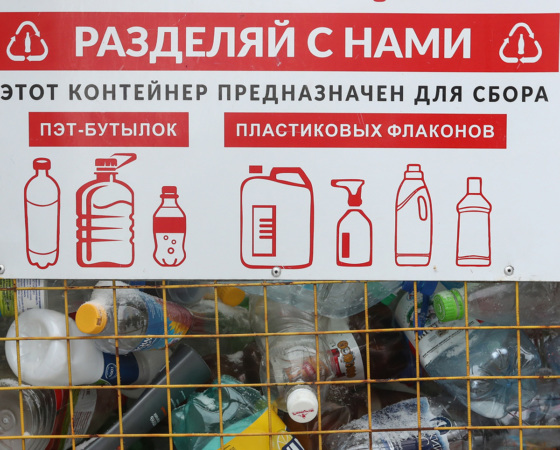 РАЗДЕЛЯЙ С НАМИ
ЭТОТ КОНТЕЙНЕР ПРЕДНАЗНАЧЕН ДЛЯ СБОРА
ПЭТ-БУТЫЛОК
ПЛАСТИКОВЫХ ФЛАКОНОВ